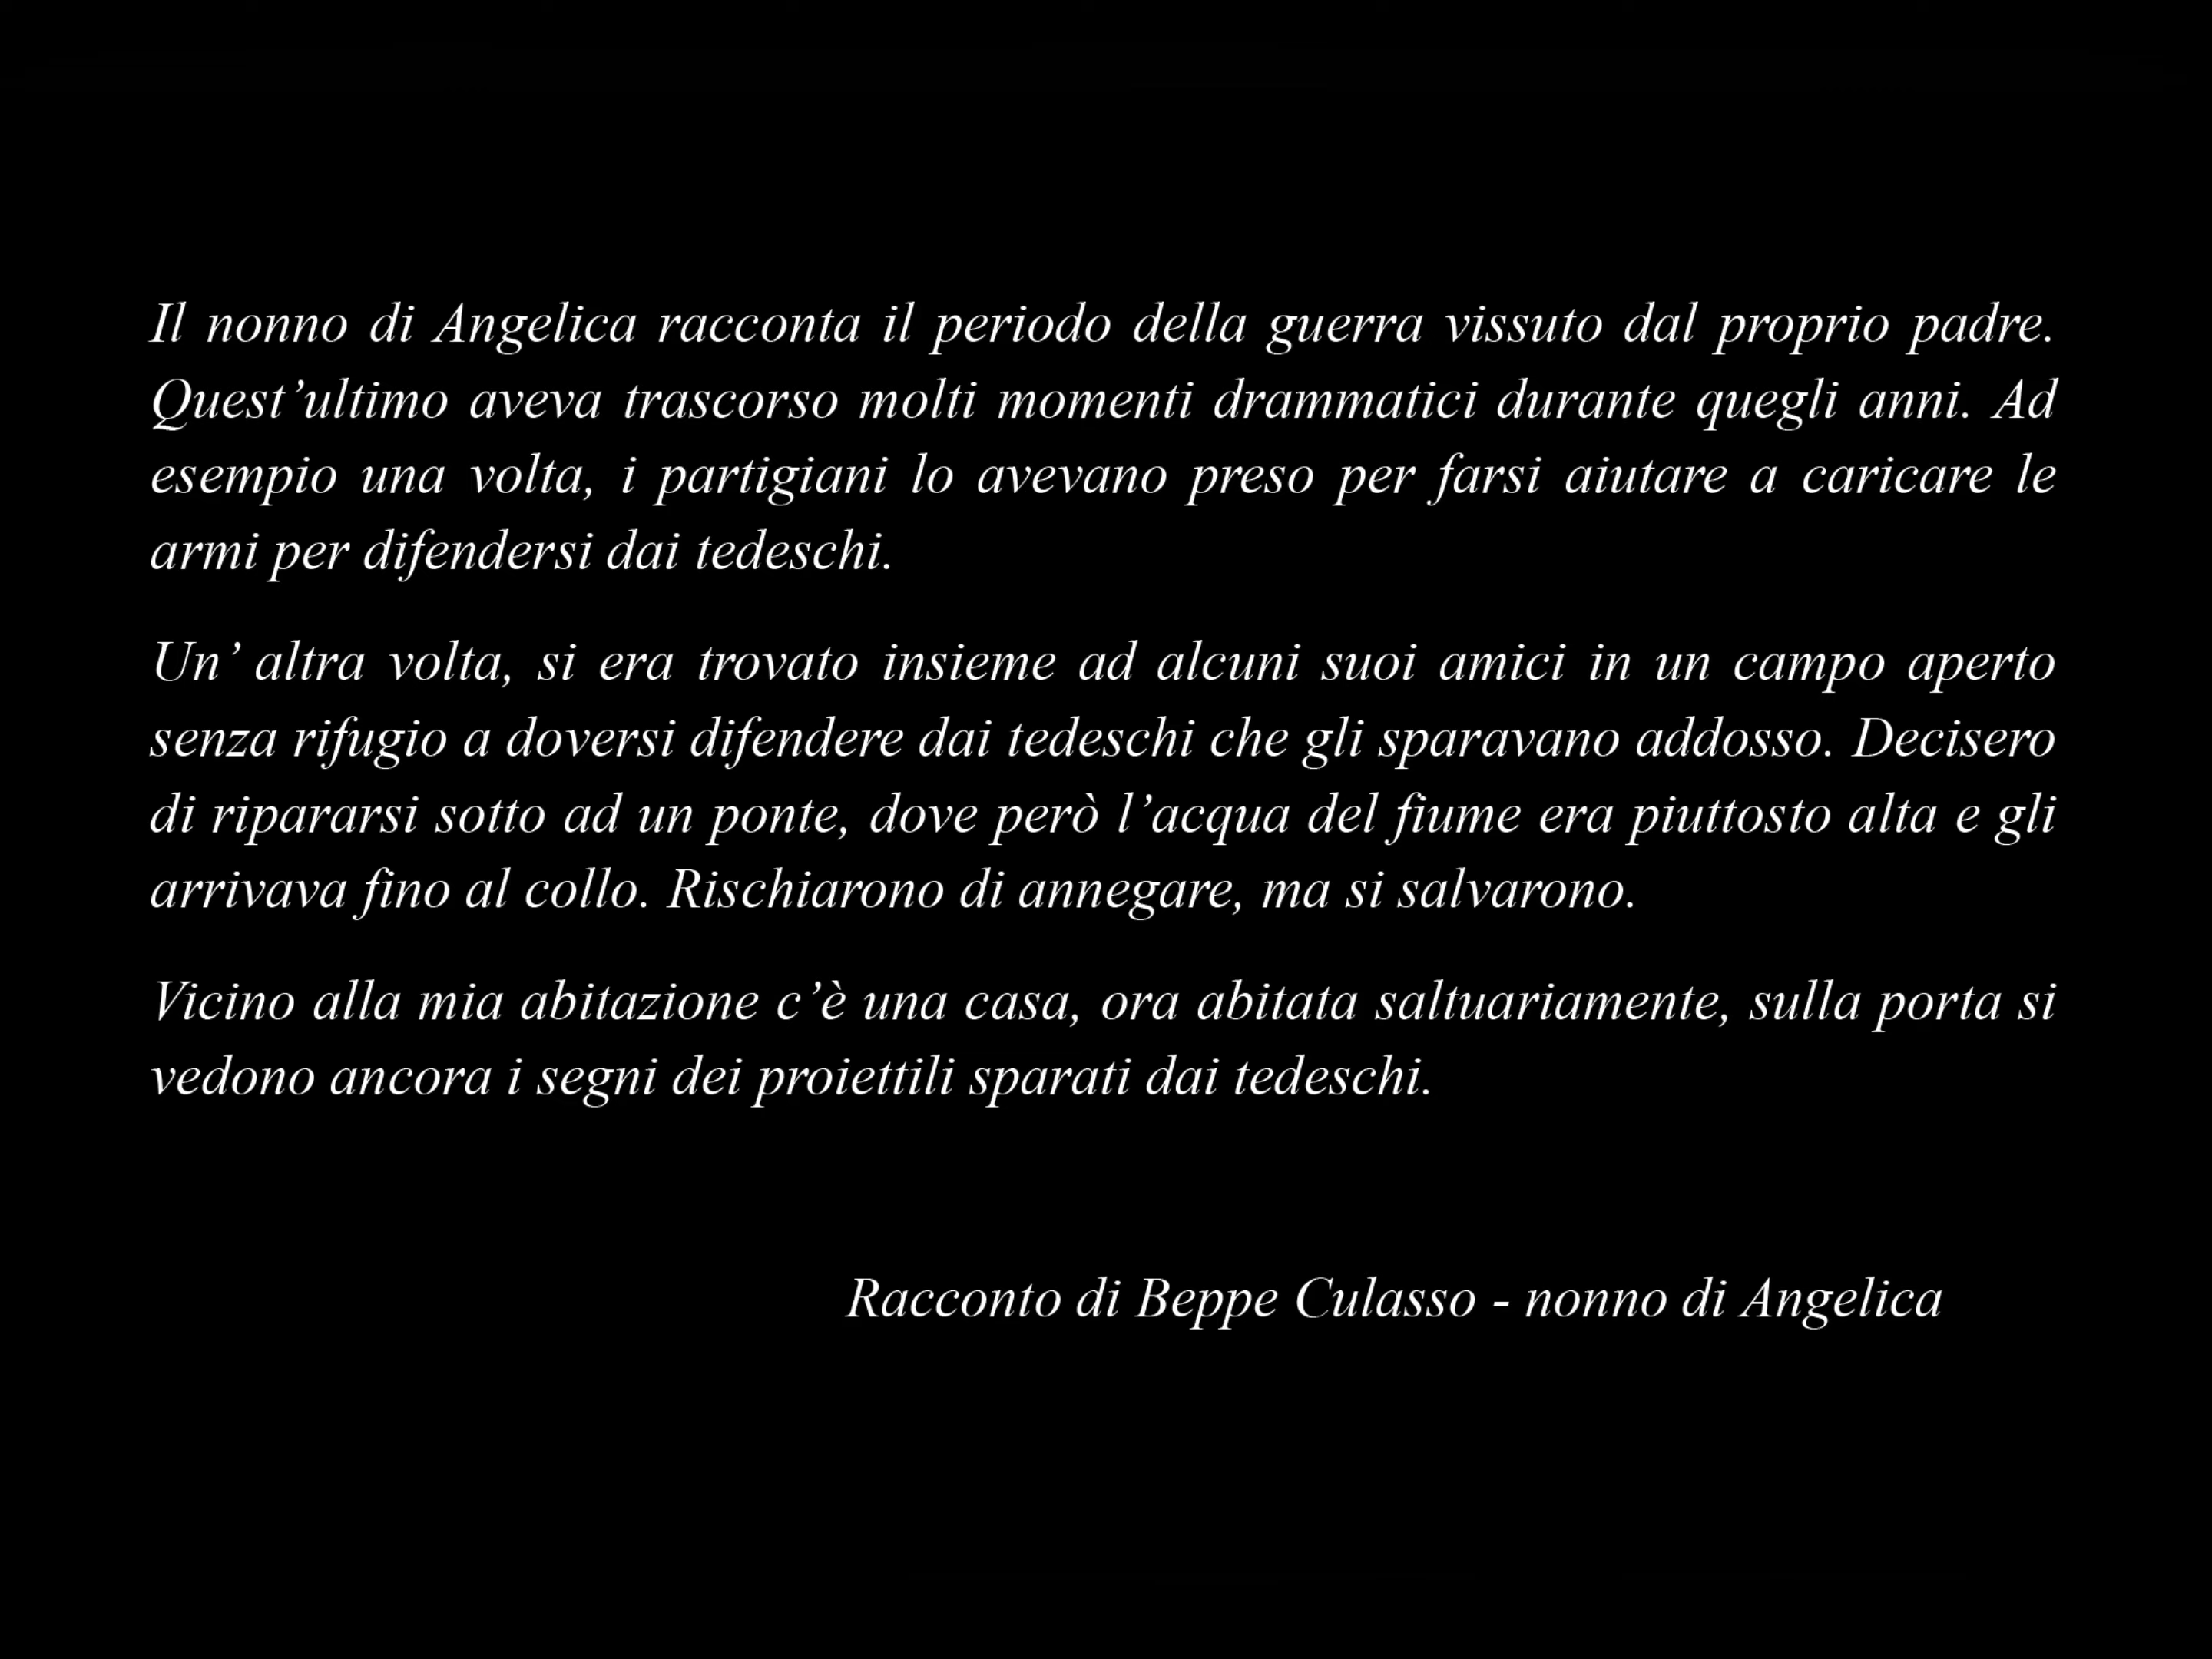 Il nonno di Angelica racconta il periodo della guerra vissuto dal proprio padre.
Quest’ultimo aveva trascorso molti momenti drammatici durante quegli anni. Ad
esempio una volta, i partigiani lo avevano preso per farsi aiutare a caricare le
armi per difendersi dai tedeschi.
Un’ altra volta, si era trovato insieme ad alcuni suoi amici in un campo aperto
senza rifugio a doversi difendere dai tedeschi che gli sparavano addosso. Decisero
di ripararsi sotto ad un ponte, dove però l’acqua del fiume era piuttosto alta e gli
arrivava fino al collo. Rischiarono di annegare, ma si salvarono.
Vicino alla mia abitazione c’è una casa, ora abitata saltuariamente, sulla porta si
vedono ancora i segni dei proiettili sparati dai tedeschi.
Racconto di Beppe Culasso - nonno di Angelica